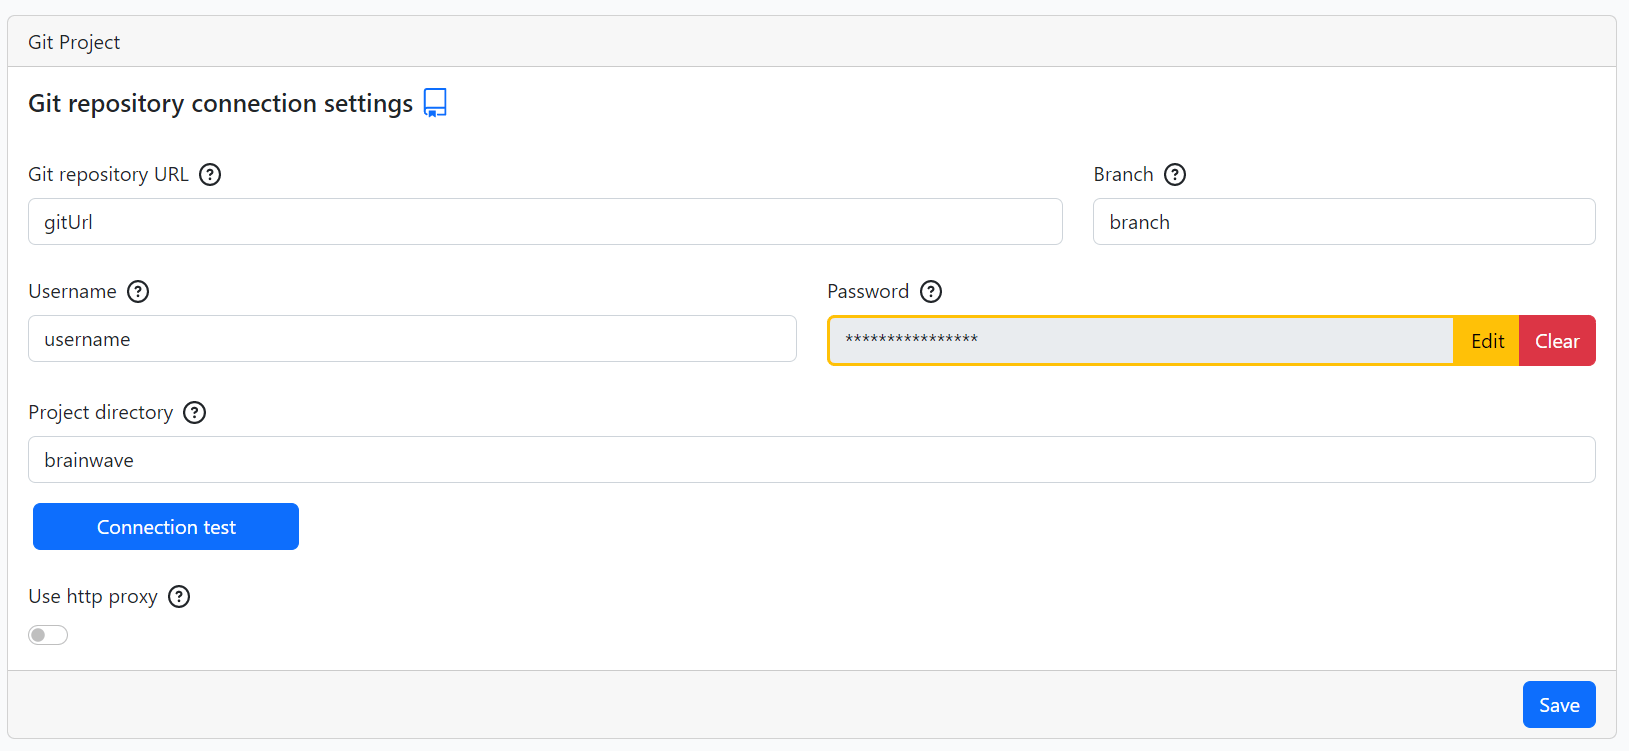 Git Project
Git repository connection settings
Git repository URL ?
Branch ?
gitUrl
branch
Username ?
Password ?
username
****************
Edit
Clear
Project directory ?
brainwave
Connection test
Use http proxy ?
Save